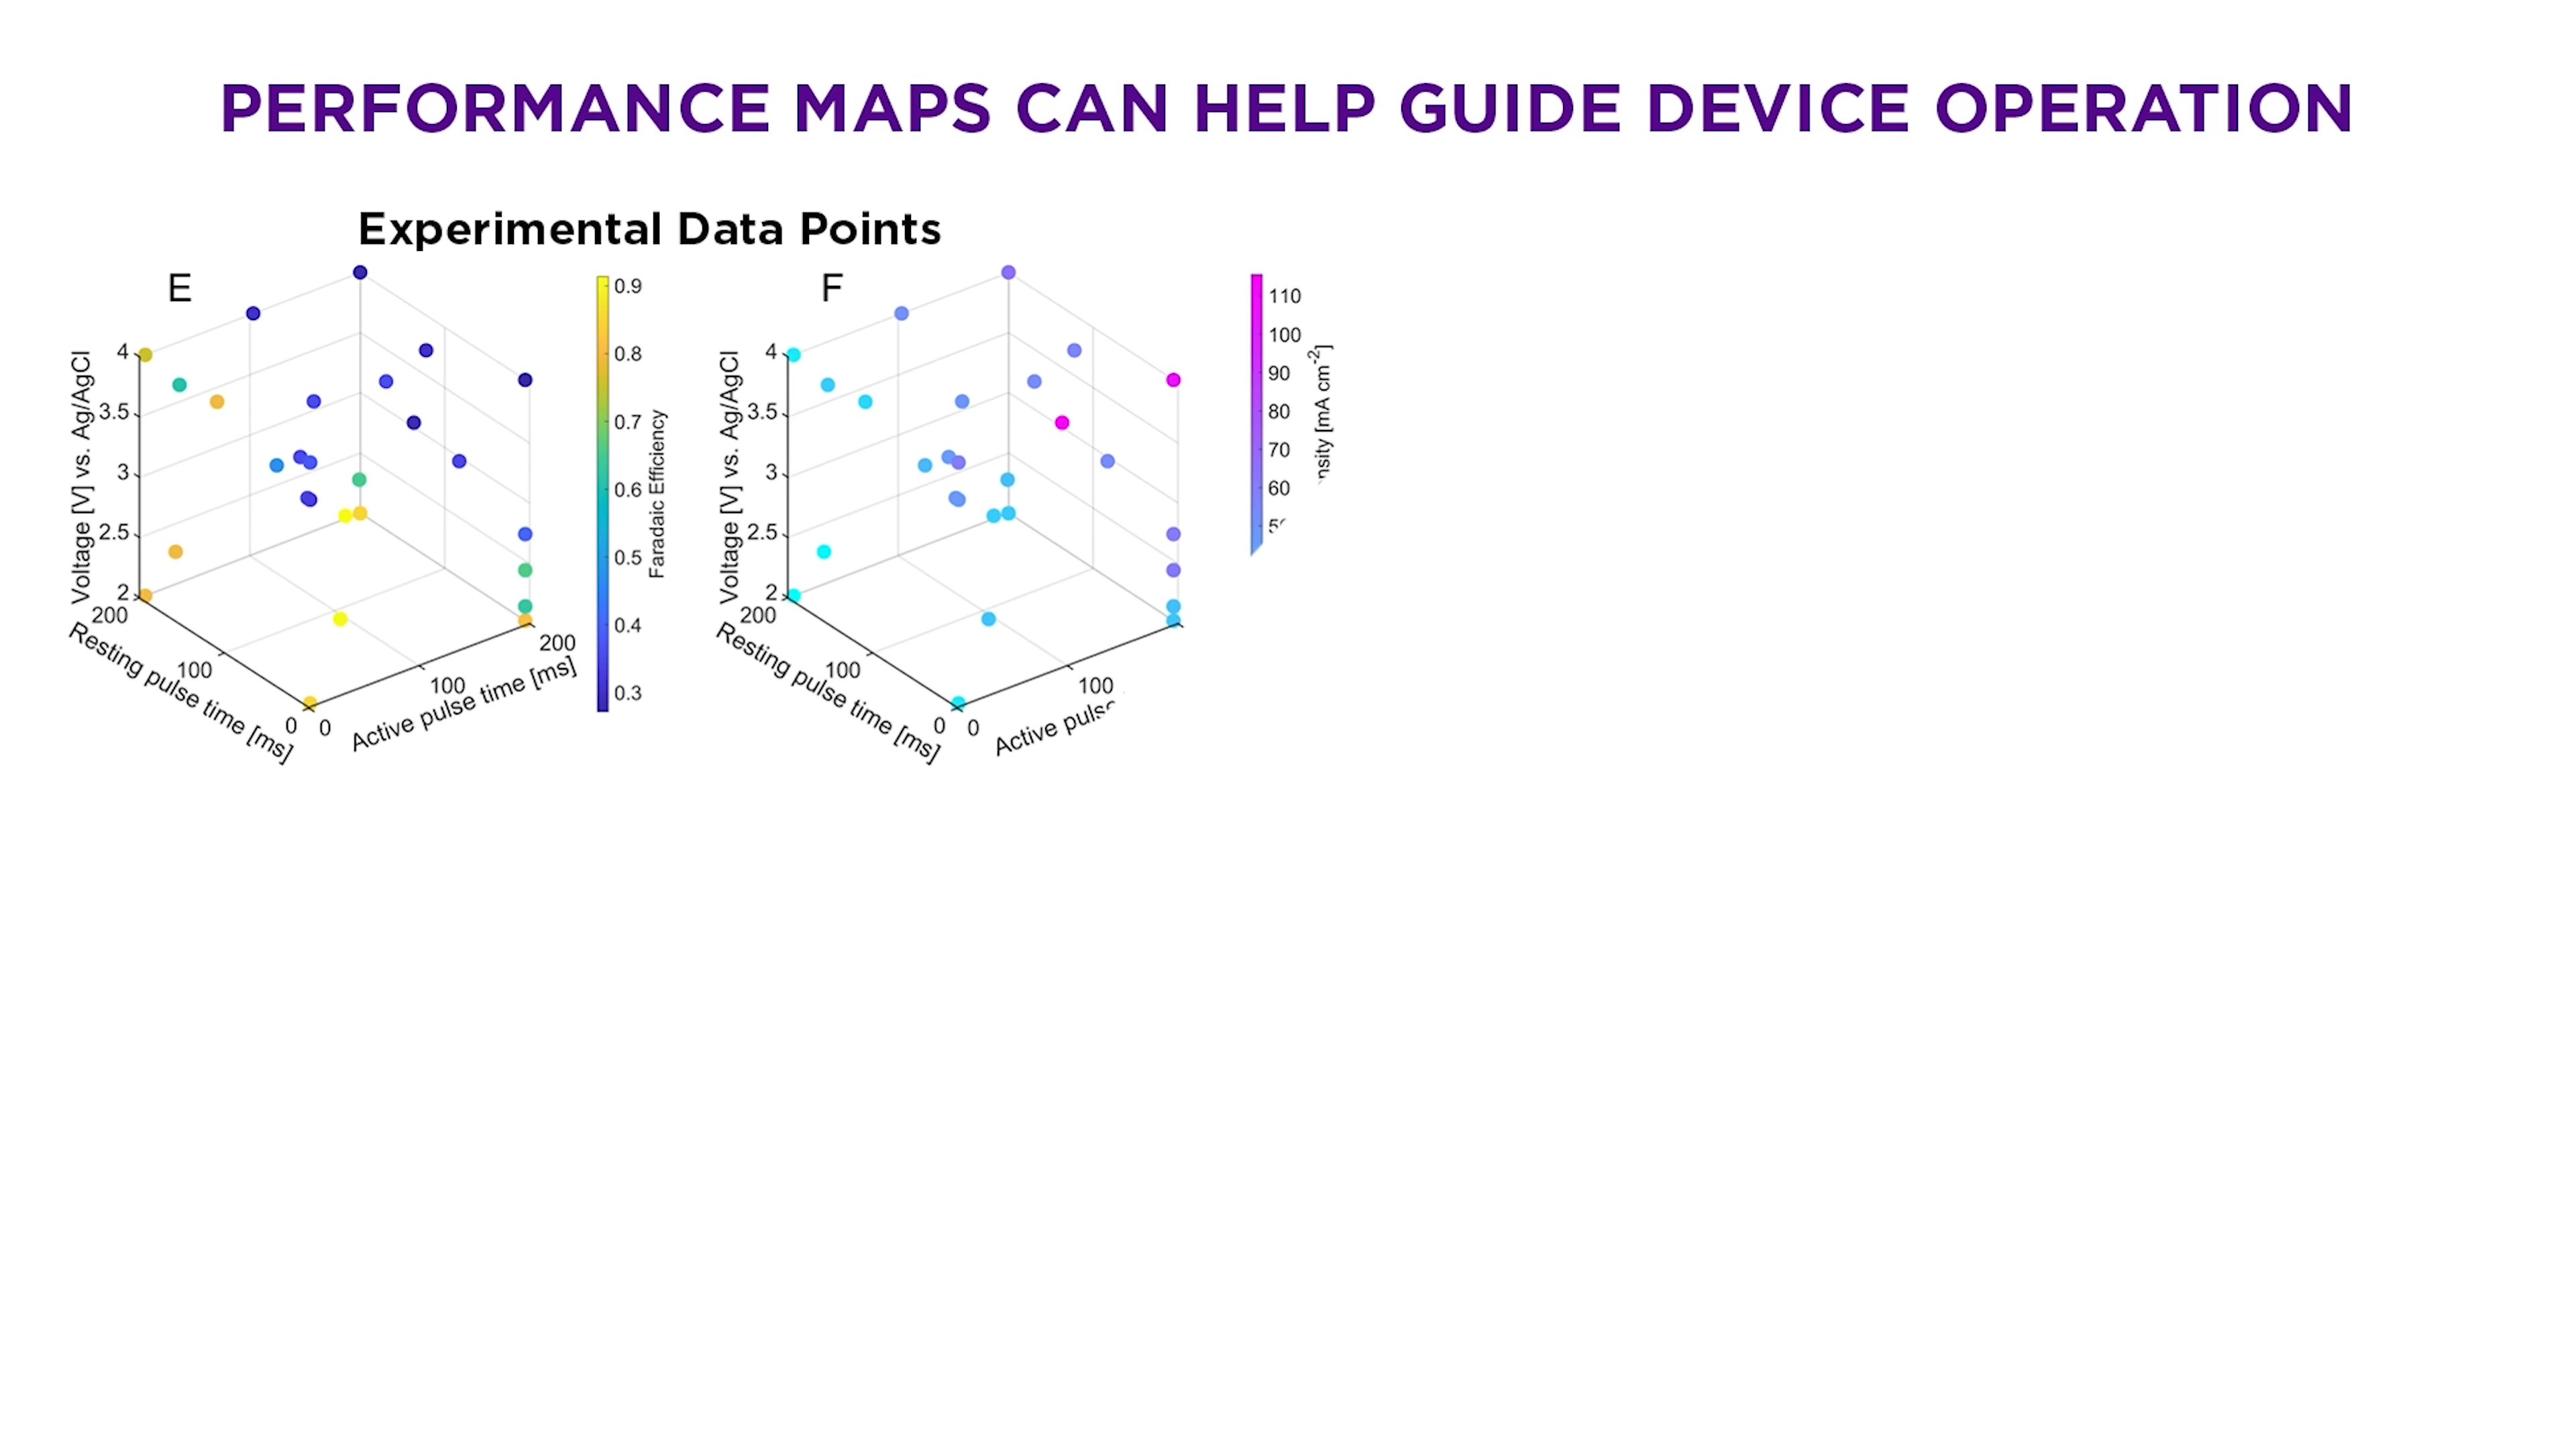 PERFORMANCE MAPS CAN HELP GUIDE DEVICE OPERATION
Experimental Data Points
E
Voltage [V] vs. Ag/AgCl
4
3.5
3
2.5
2
200
100
0
Resting pulse time [ms]
0
100
200
Active pulse time [ms]
0.9
0.8
0.7
0.6
0.5
0.4
0.3
Faradaic Efficiency
F
Voltage [V] vs. Ag/AgCl
4
3.5
3
2.5
2
200
100
0
Resting pulse time [ms]
0
100
Active
110
100
90
80
70
60
[mA cm-2]